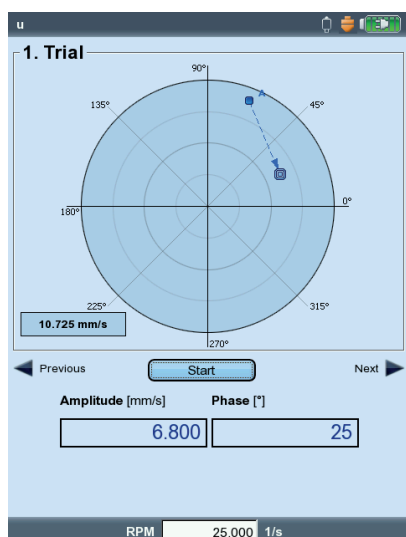 u
1. Trial
90°
135°
45°
A
180°
0°
225°
315°
10.725 mm/s
270°
Previous
Start
Next
Amplitude [mm/s]
Phase [°]
6.800
25
RPM 25.000 1/s